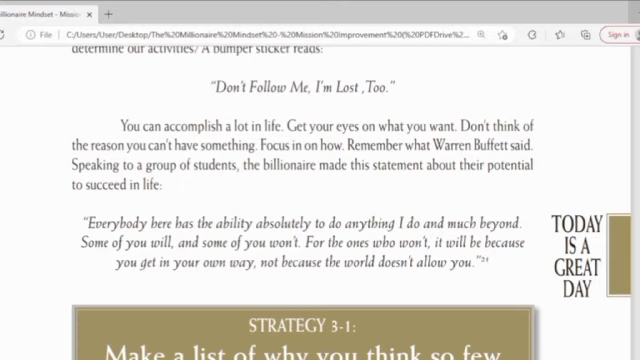 illionaire Mindset - Mission
File
C:/Users/User/Desktop/The%20Millionaire%20Mindset%20-%20Mission%20Improvement%20(%20PDFDrive%2...
Sign in
determine our activities? A bumper sticker reads:
"Don't Follow Me, I'm Lost ,Too."
You can accomplish a lot in life. Get your eyes on what you want. Don't think of
the reason you can't have something. Focus in on how. Remember what Warren Buffett said.
Speaking to a group of students, the billionaire made this statement about their potential
to succeed in life:
"Everybody here has the ability absolutely to do anything I do and much beyond.
Some of you will, and some of you won't. For the ones who won't, it will be because
you get in your own way, not because the world doesn't allow you."
TODAY
IS A
GREAT
DAY
STRATEGY 3-1:
Make a list of why you think so few